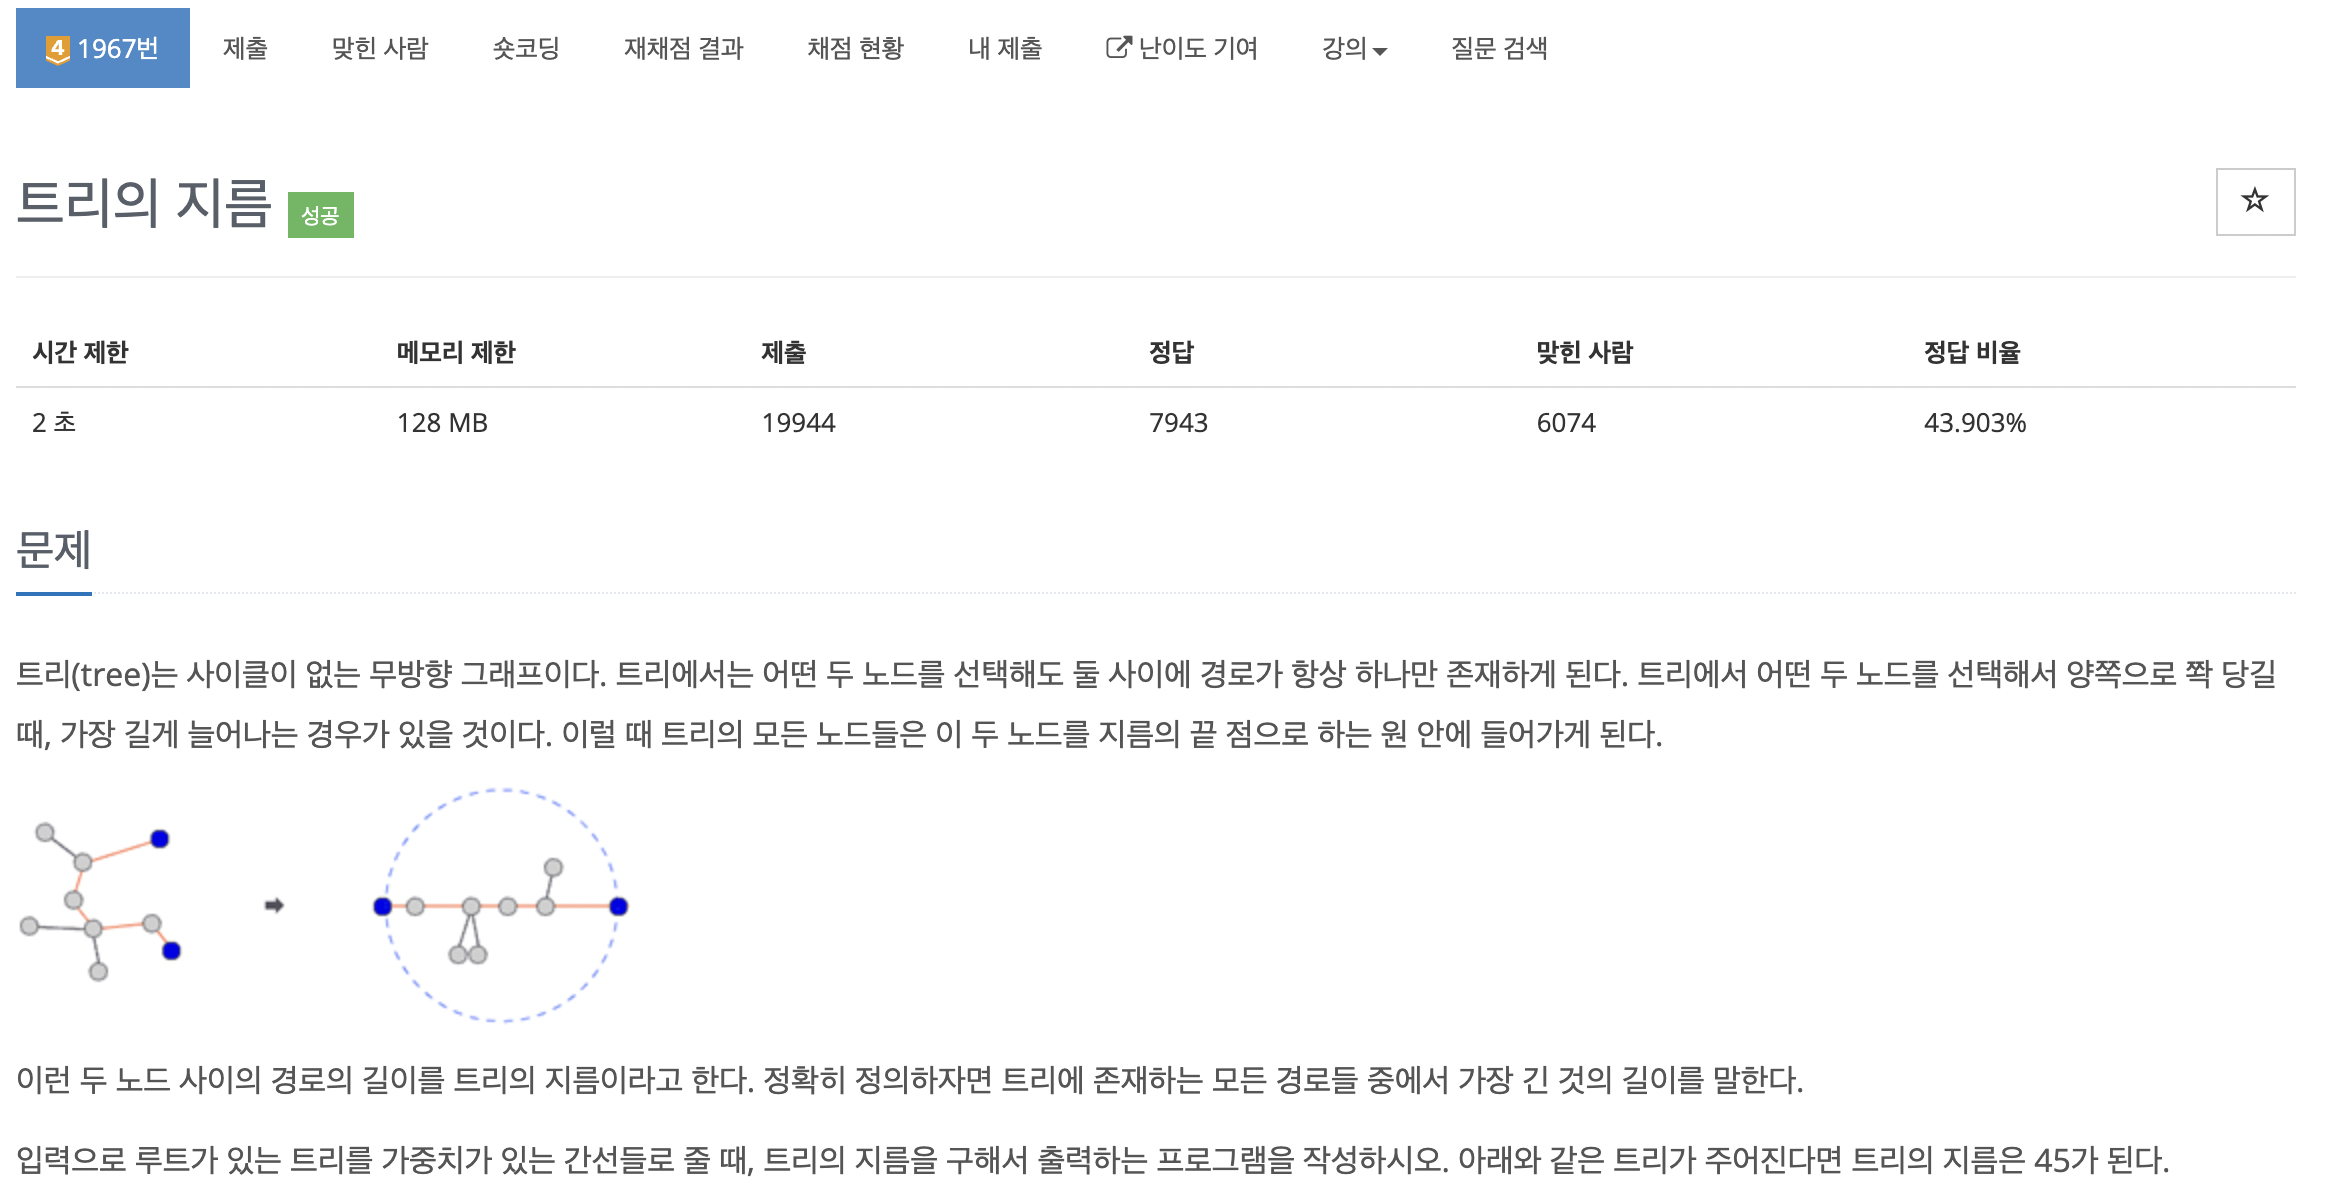 4 1967번 제출 맞힌 사람 숏코딩 재채점 결과 채점 현황 내 제출 난이도 기여 강의 질문 검색
트리의 지름 성공
시간 제한 메모리 제한 제출 정답 맞힌 사람 정답 비율
2 초 128 MB 19944 7943 6074 43.903%
문제
트리(tree)는 사이클이 없는 무방향 그래프이다. 트리에서는 어떤 두 노드를 선택해도 둘 사이에 경로가 항상 하나만 존재하게 된다. 트리에서 어떤 두 노드를 선택해서 양쪽으로 쫙 당길
때, 가장 길게 늘어나는 경우가 있을 것이다. 이럴 때 트리의 모든 노드들은 이 두 노드를 지름의 끝 점으로 하는 원 안에 들어가게 된다.
이런 두 노드 사이의 경로의 길이를 트리의 지름이라고 한다. 정확히 정의하자면 트리에 존재하는 모든 경로들 중에서 가장 긴 것의 길이를 말한다.
입력으로 루트가 있는 트리를 가중치가 있는 간선들로 줄 때, 트리의 지름을 구해서 출력하는 프로그램을 작성하시오. 아래와 같은 트리가 주어진다면 트리의 지름은 45가 된다.